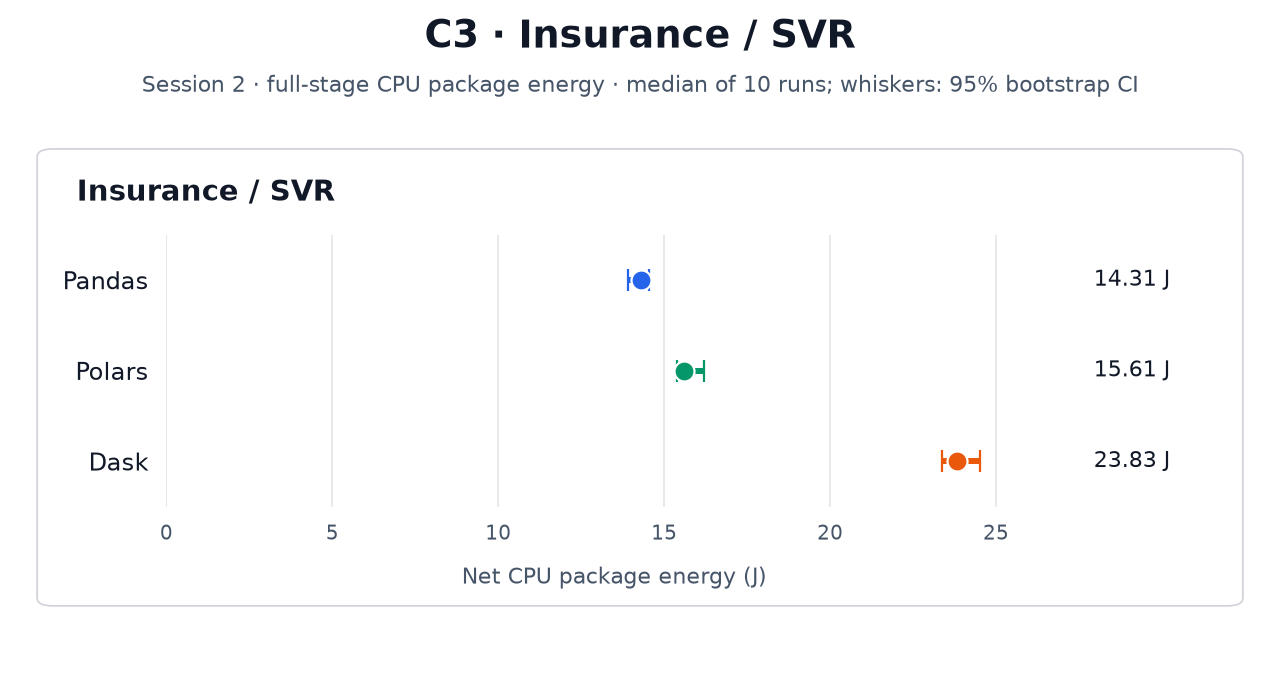 C3 · Insurance / SVR
Session 2 · full-stage CPU package energy · median of 10 runs; whiskers: 95% bootstrap CI
Insurance / SVR
Pandas 14.31 J
Polars 15.61 J
Dask 23.83 J
0 5 10 15 20 25
Net CPU package energy (J)